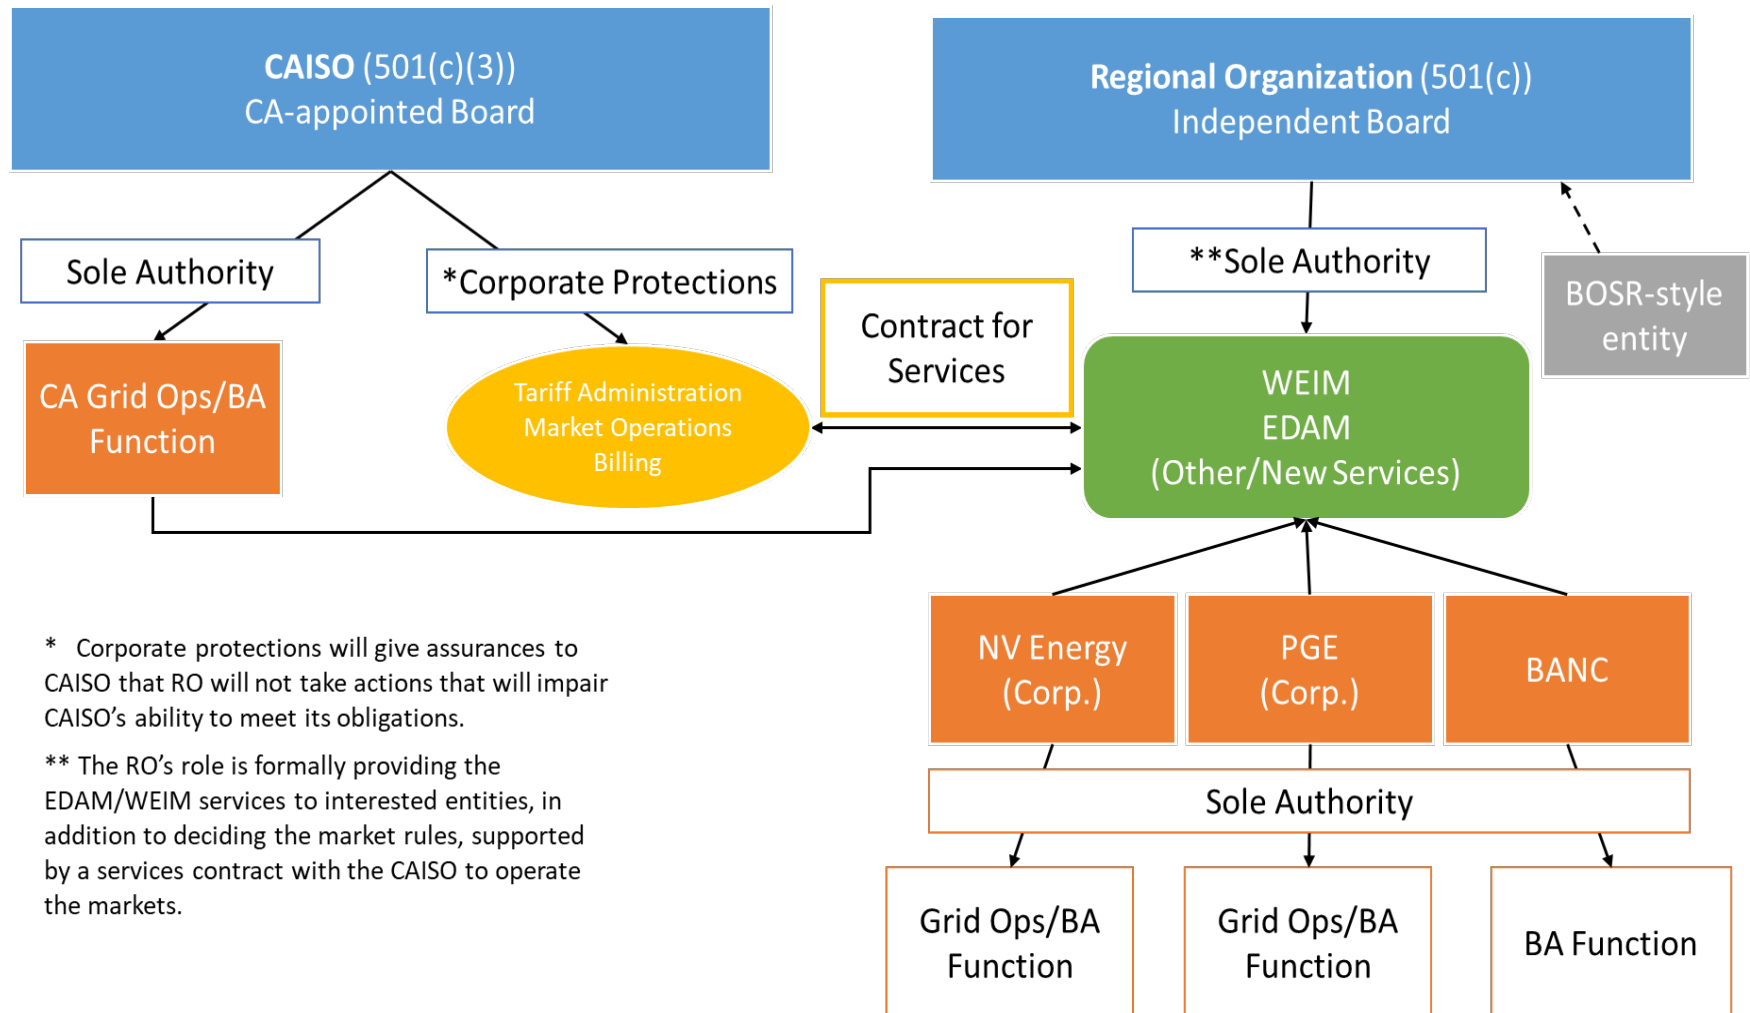 CAISO (501(c)(3))
CA-appointed Board
Regional Organization (501(c))
Independent Board
Sole Authority
*Corporate Protections
**Sole Authority
BOSR-style
entity
Contract for
Services
CA Grid Ops/BA
Function
Tariff Administration
Market Operations
Billing
WEIM
EDAM
(Other/New Services)
NV Energy
(Corp.)
PGE
(Corp.)
BANC
Sole Authority
Grid Ops/BA
Function
Grid Ops/BA
Function
BA Function
* Corporate protections will give assurances to
CAISO that RO will not take actions that will impair
CAISO’s ability to meet its obligations.
** The RO’s role is formally providing the
EDAM/WEIM services to interested entities, in
addition to deciding the market rules, supported
by a services contract with the CAISO to operate
the markets.